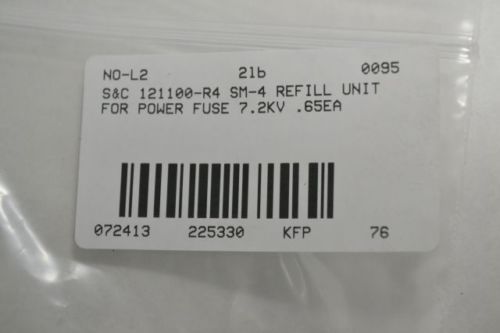 NO-L2 2lb 0095
S&C 121100-R4 SM-4 REFILL UNIT
FOR POWER FUSE 7.2KV .65EA
072413 225330 KFP 76